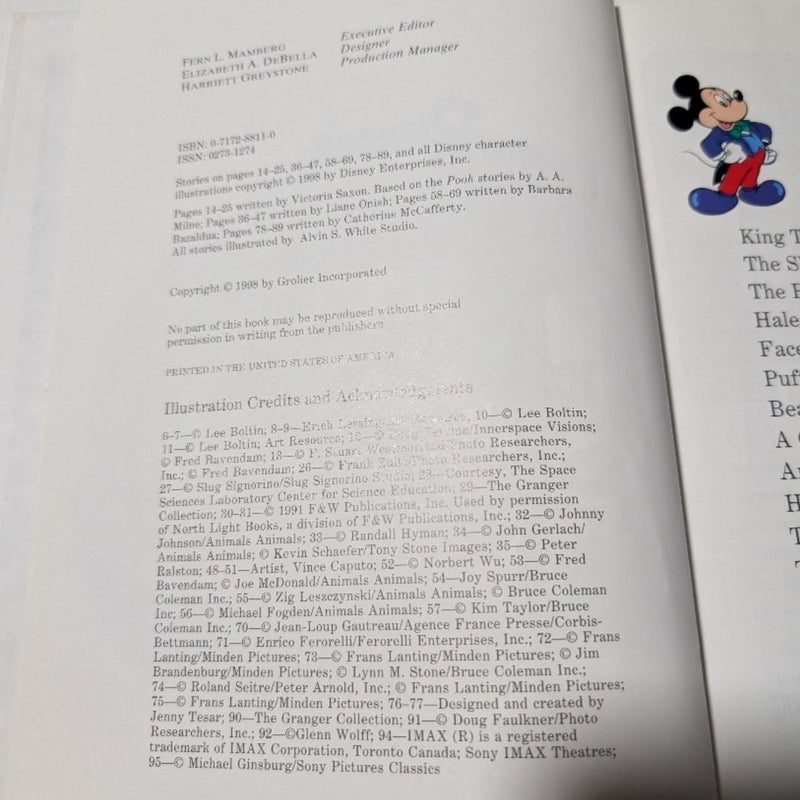 FERN L. MAMBERG Executive Editor
ELIZABETH A. DEBELLA Designer
HARRIETT GREYSTONE Production Manager
ISBN: 0-7172-8811-0
ISSN: 0273-1274
Stories on pages 14–25, 36–47, 58–69, 78–89, and all Disney character
illustrations copyright © 1998 by Disney Enterprises, Inc.
Pages 14–25 written by Victoria Saxon. Based on the Pooh stories by A. A.
Milne; Pages 36–47 written by Liane Onish; Pages 58–69 written by Barbara
Bazaldua; Pages 78–89 written by Catherine McCafferty.
All stories illustrated by Alvin S. White Studio.
Copyright © 1998 by Grolier Incorporated
No part of this book may be reproduced without special
permission in writing from the publishers
PRINTED IN THE UNITED STATES OF AMERICA
Illustration Credits and Acknowledgments
6–7—© Lee Boltin; 8–9—Erich Lessing/Art Resource; 10—© Lee Boltin;
11—© Lee Boltin; Art Resource; 12—© Doug Perrine/Innerspace Visions;
© Fred Bavendam; 13—© F. Stuart Westmorland/Photo Researchers,
Inc.; © Fred Bavendam; 26—© Frank Zullo/Photo Researchers, Inc.;
27—© Slug Signorino/Slug Signorino Studio; 28—Courtesy, The Space
Sciences Laboratory Center for Science Education; 29—The Granger
Collection; 30–31—© 1991 F&W Publications, Inc. Used by permission
of North Light Books, a division of F&W Publications, Inc.; 32—© Johnny
Johnson/Animals Animals; 33—© Randall Hyman; 34—© John Gerlach/
Animals Animals; © Kevin Schaefer/Tony Stone Images; 35—© Peter
Ralston; 48–51—Artist, Vince Caputo; 52—© Norbert Wu; 53—© Fred
Bavendam; © Joe McDonald/Animals Animals; 54—Joy Spurr/Bruce
Coleman Inc.; 55—© Zig Leszczynski/Animals Animals; © Bruce Coleman
Inc; 56—© Michael Fogden/Animals Animals; 57—© Kim Taylor/Bruce
Coleman Inc.; 70—© Jean-Loup Gautreau/Agence France Presse/Corbis-
Bettmann; 71—© Enrico Ferorelli/Ferorelli Enterprises, Inc.; 72—© Frans
Lanting/Minden Pictures; 73—© Frans Lanting/Minden Pictures; © Jim
Brandenburg/Minden Pictures; © Lynn M. Stone/Bruce Coleman Inc.;
74—© Roland Seitre/Peter Arnold, Inc.; © Frans Lanting/Minden Pictures;
75—© Frans Lanting/Minden Pictures; 76–77—Designed and created by
Jenny Tesar; 90—The Granger Collection; 91—© Doug Faulkner/Photo
Researchers, Inc.; 92—©Glenn Wolff; 94—IMAX (R) is a registered
trademark of IMAX Corporation, Toronto Canada; Sony IMAX Theatres;
95—© Michael Ginsburg/Sony Pictures Classics
King T
The S
The
Hale
Face
Puf
Bea
A
H
T